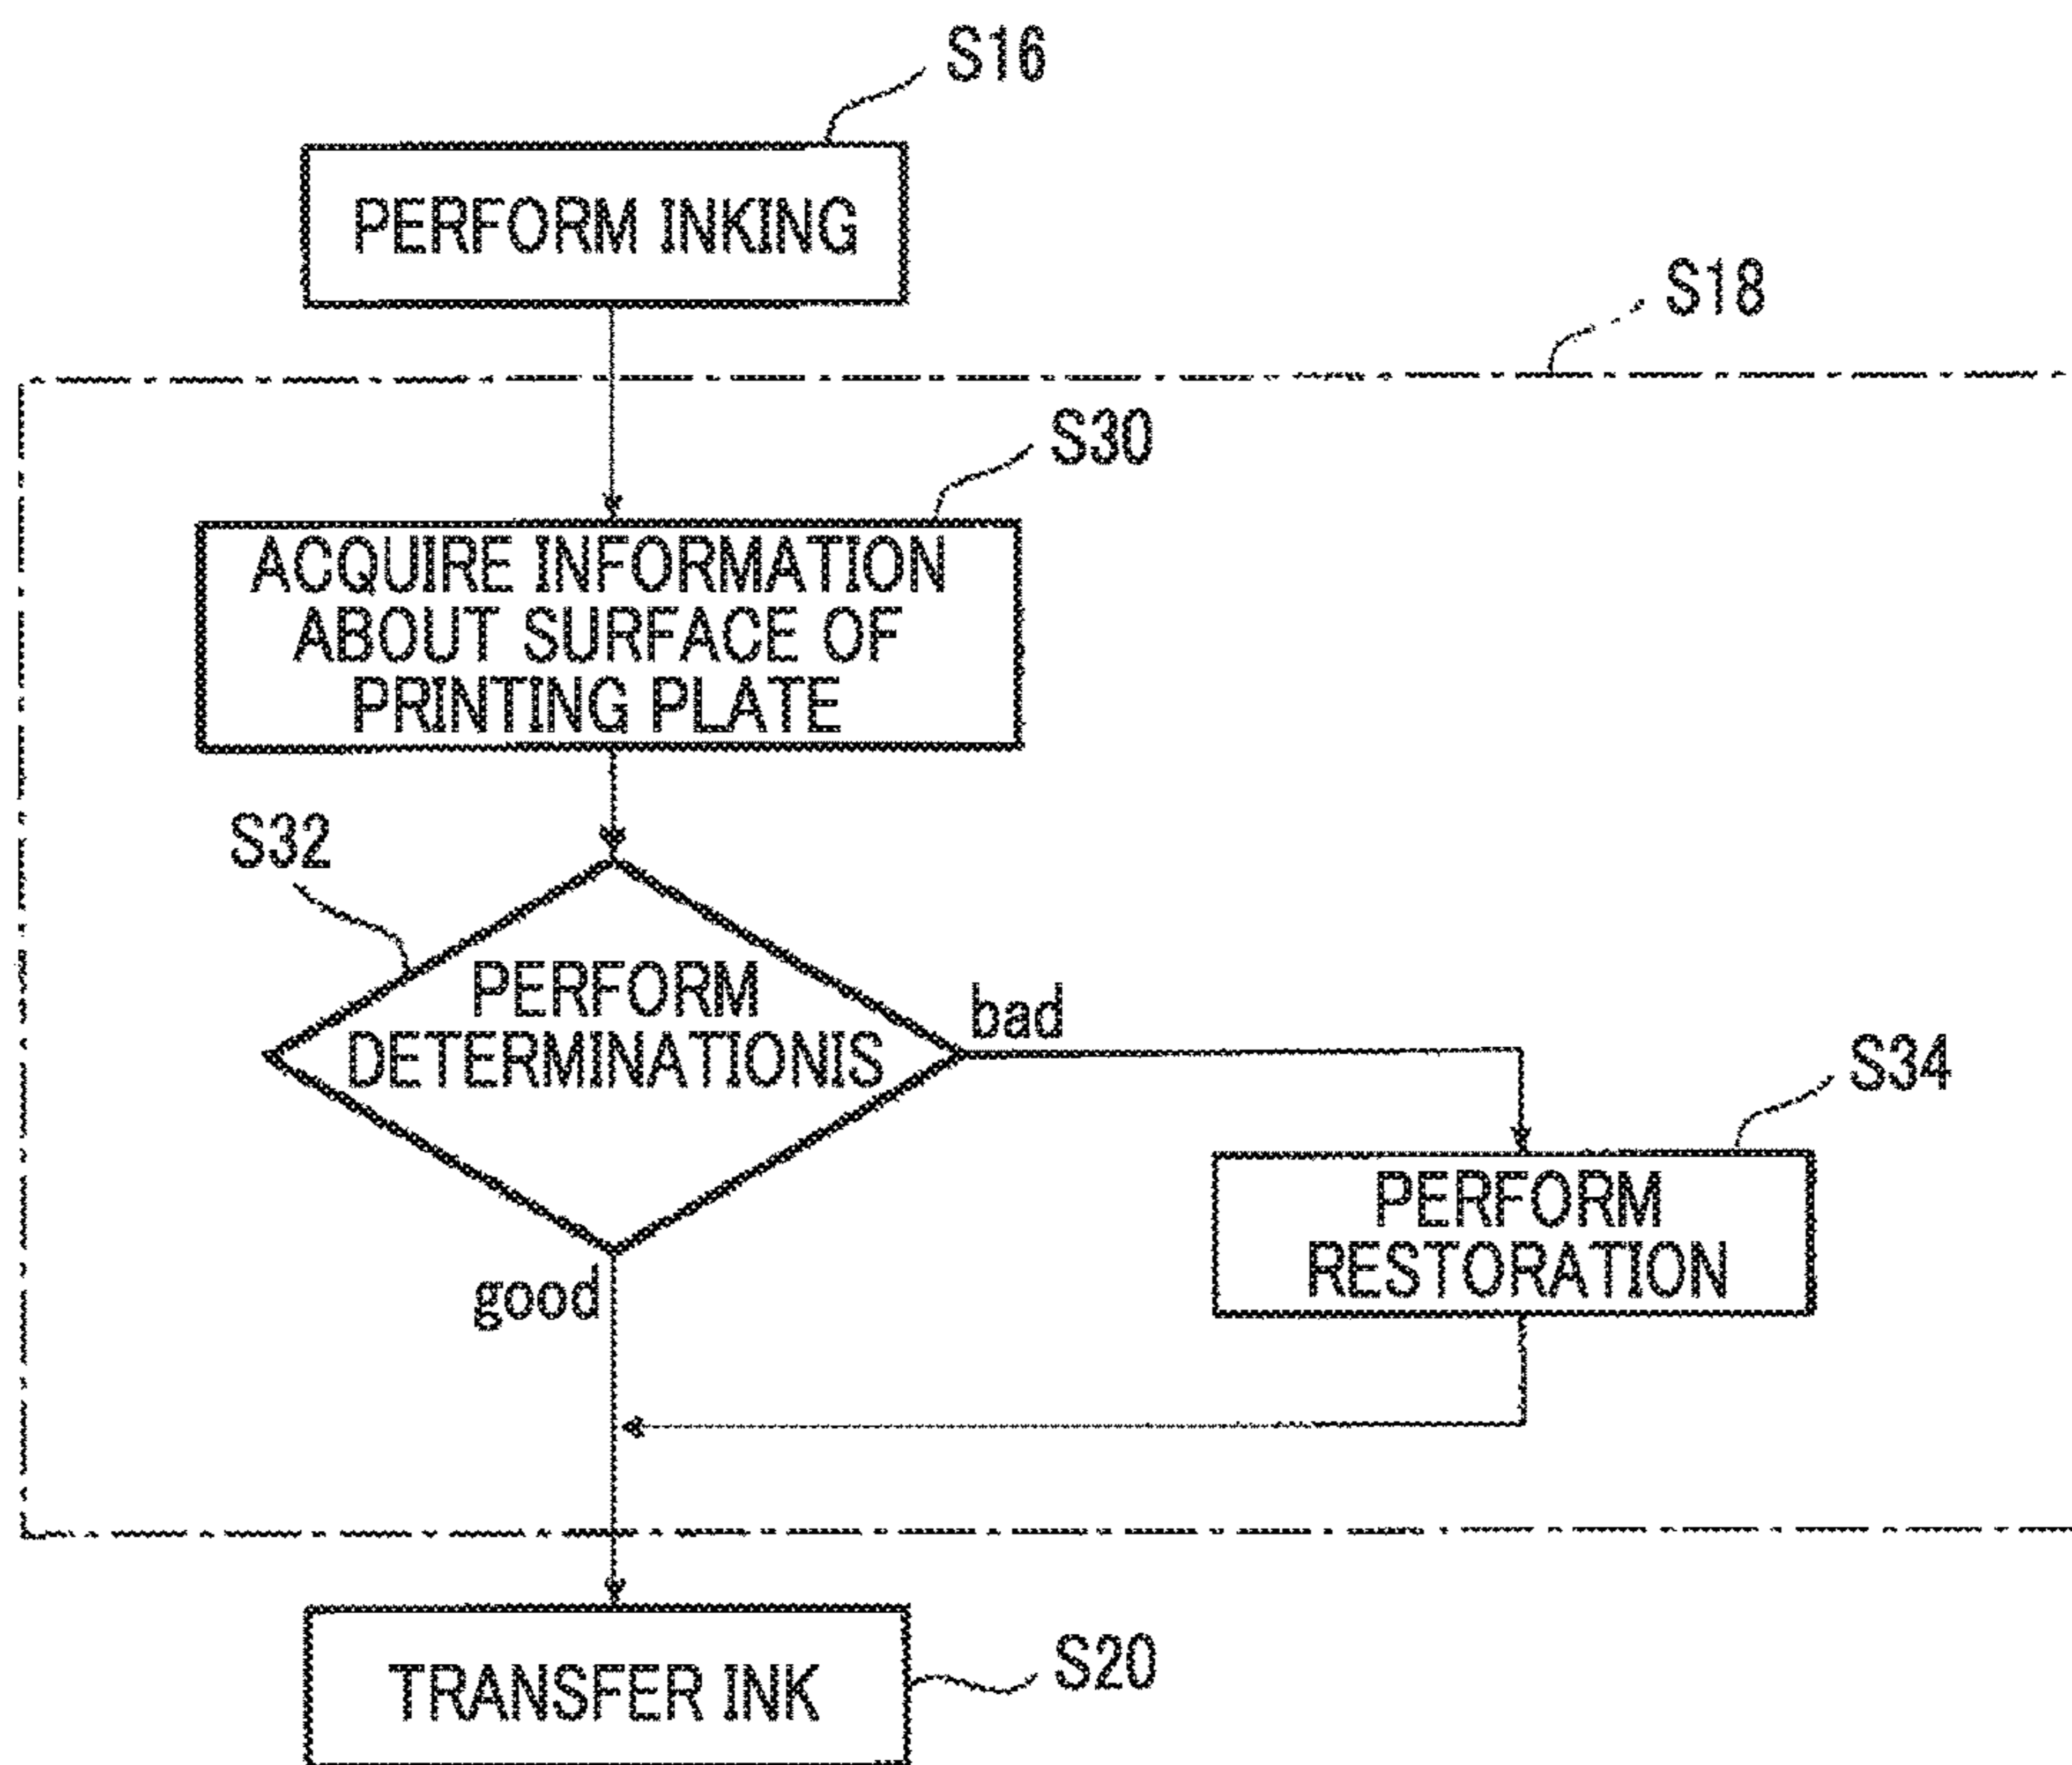 S16
PERFORM INKING
S18
S30
ACQUIRE INFORMATION
ABOUT SURFACE OF
PRINTING PLATE
S32
PERFORM
DETERMINATIONIS
bad
S34
PERFORM
RESTORATION
good
TRANSFER INK
S20